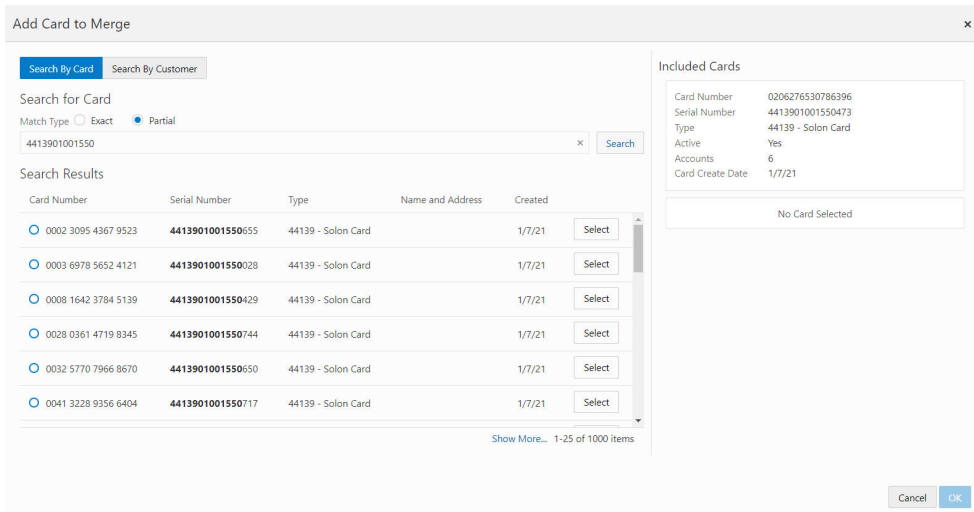 Add Card to Merge
×
Search By Card Search By Customer
Search for Card
Match Type Exact Partial
4413901001550 × Search
Search Results
Card Number Serial Number Type Name and Address Created
0002 3095 4367 9523 4413901001550655 44139 - Solon Card 1/7/21 Select
0003 6978 5652 4121 4413901001550028 44139 - Solon Card 1/7/21 Select
0008 1642 3784 5139 4413901001550429 44139 - Solon Card 1/7/21 Select
0028 0361 4719 8345 4413901001550744 44139 - Solon Card 1/7/21 Select
0032 5770 7966 8670 4413901001550650 44139 - Solon Card 1/7/21 Select
0041 3228 9356 6404 4413901001550717 44139 - Solon Card 1/7/21 Select
Show More... 1-25 of 1000 items
Included Cards
Card Number 0206276530786396
Serial Number 4413901001550473
Type 44139 - Solon Card
Active Yes
Accounts 6
Card Create Date 1/7/21
No Card Selected
Cancel OK